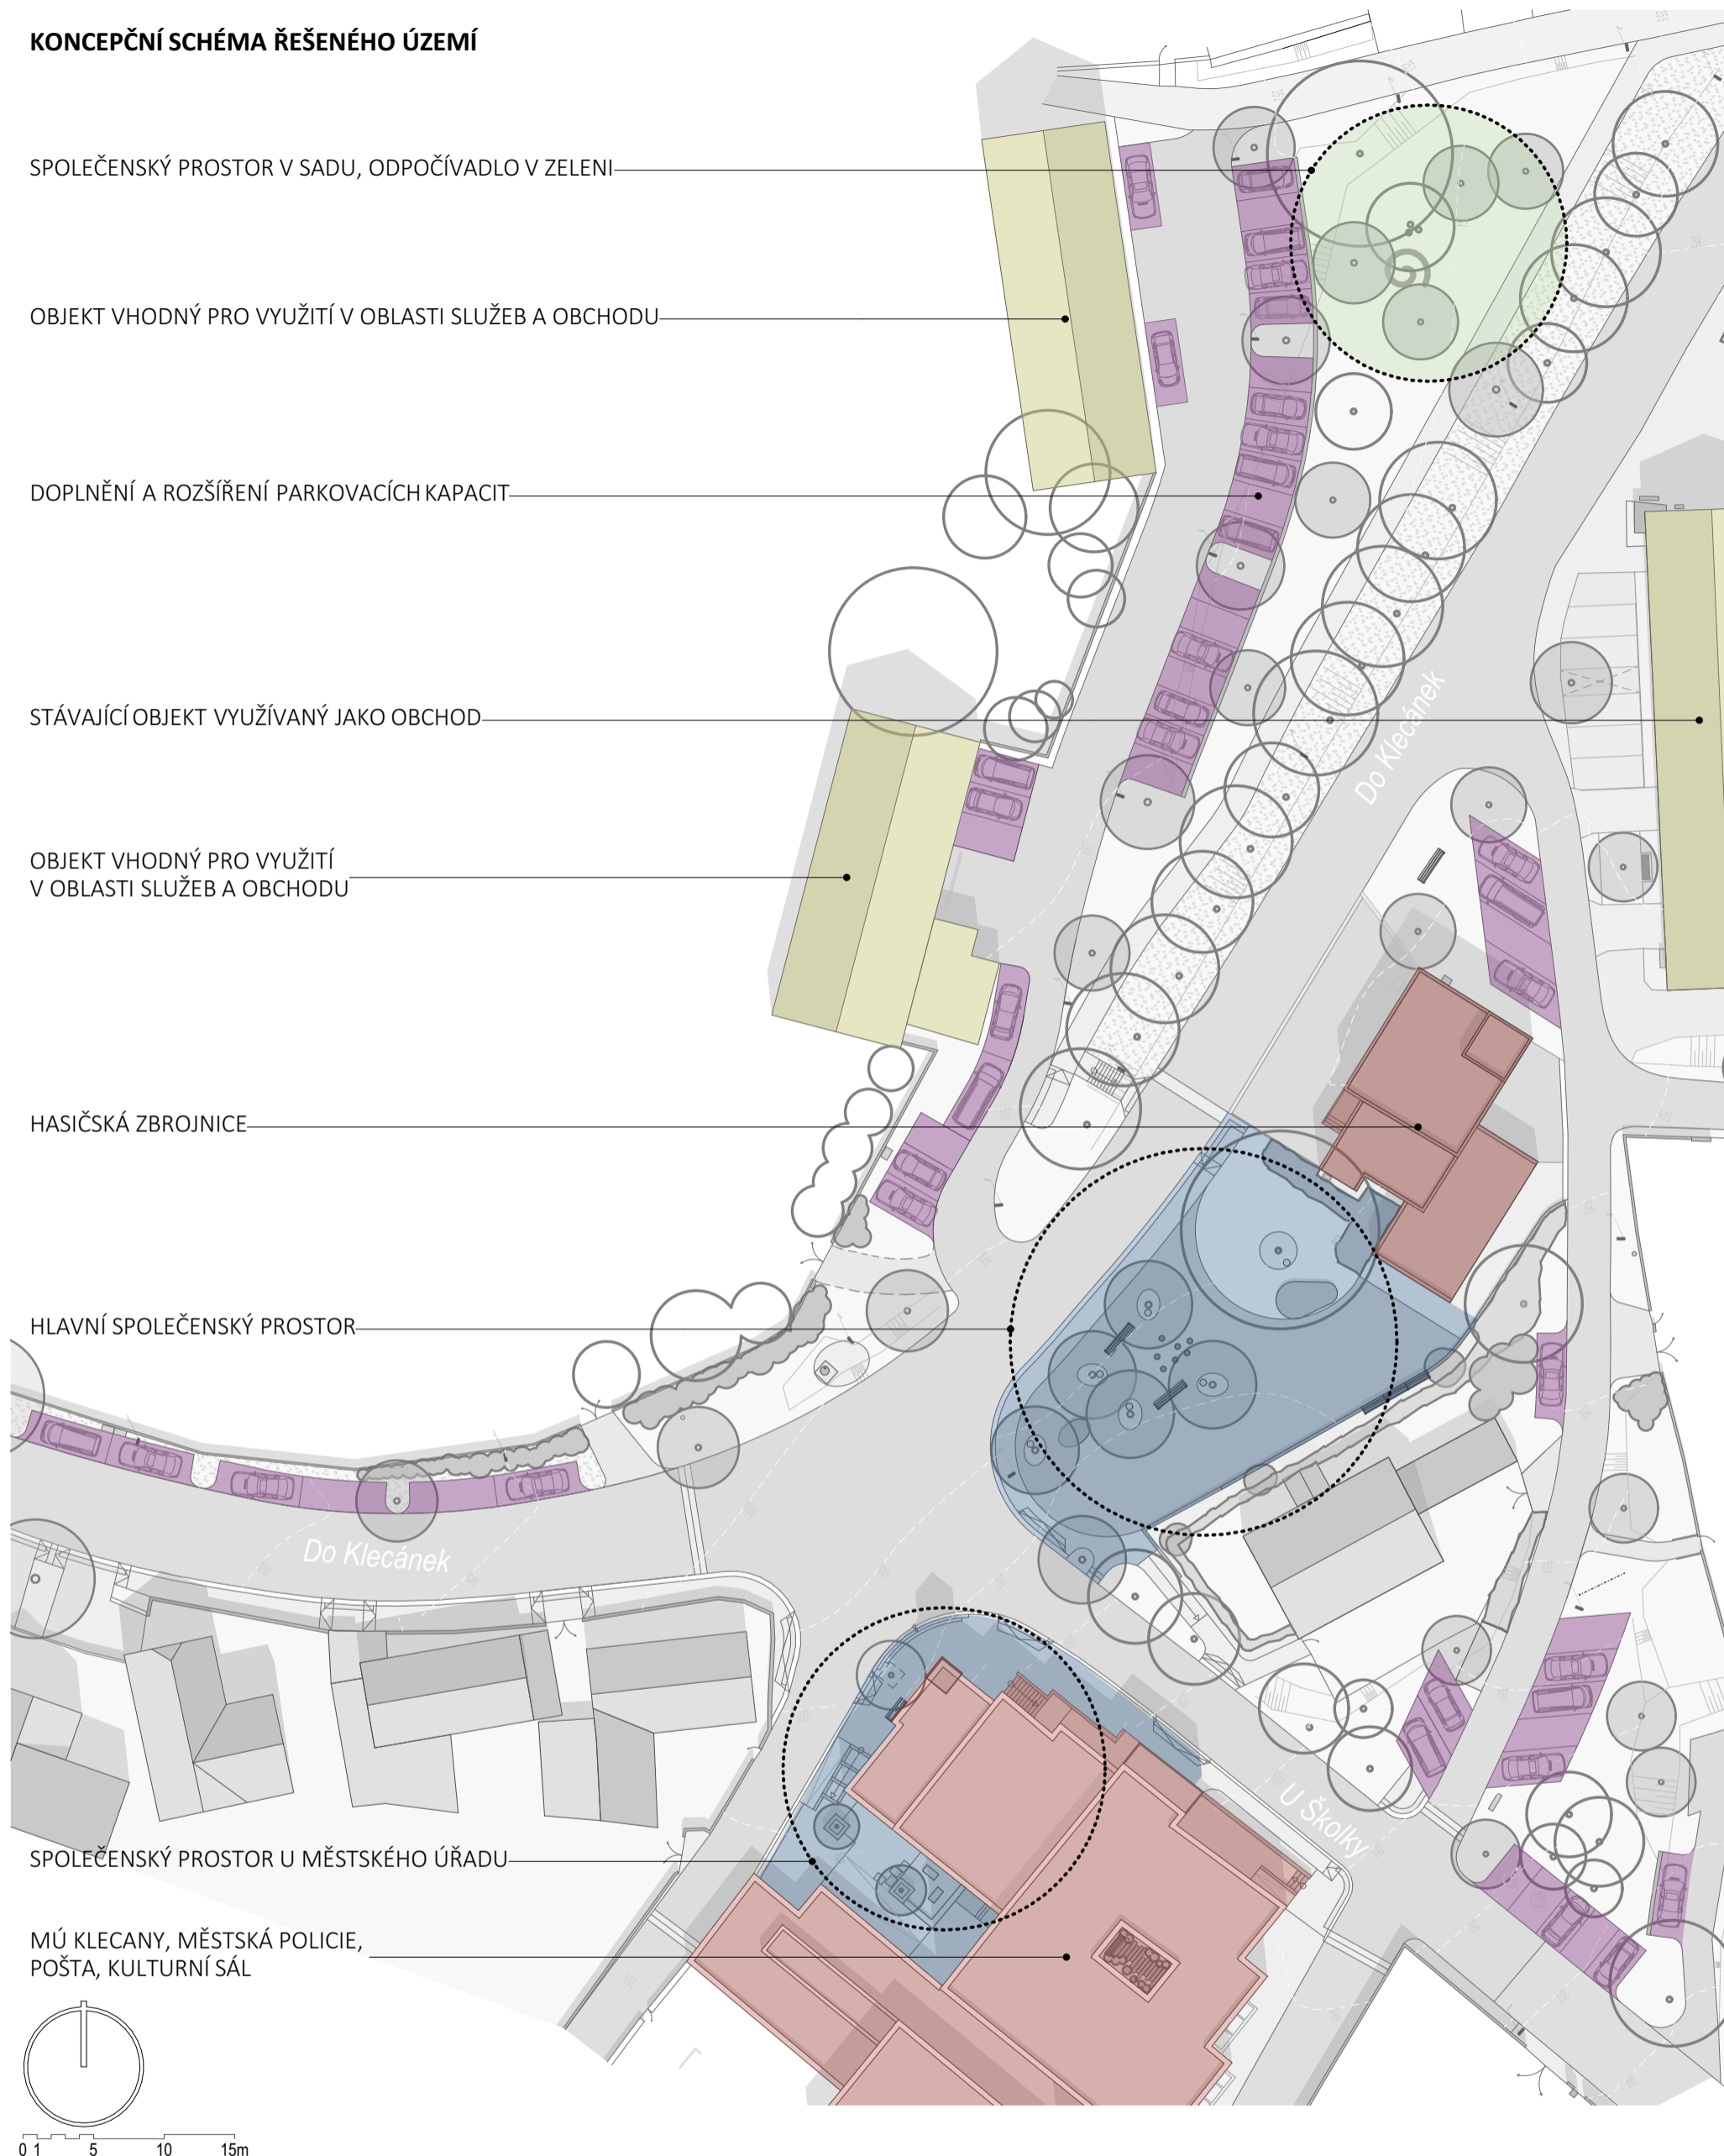 KONCEPČNÍ SCHÉMA ŘEŠENÉHO ÚZEMÍ
SPOLEČENSKÝ PROSTOR V SADU, ODPOČÍVADLO V ZELENI
OBJEKT VHODNÝ PRO VYUŽITÍ V OBLASTI SLUŽEB A OBCHODU
DOPLNĚNÍ A ROZŠÍŘENÍ PARKOVACÍCH KAPACIT
STÁVAJÍCÍ OBJEKT VYUŽÍVANÝ JAKO OBCHOD
Do Klecánek
OBJEKT VHODNÝ PRO VYUŽITÍ
V OBLASTI SLUŽEB A OBCHODU
HASIČSKÁ ZBROJNICE
HLAVNÍ SPOLEČENSKÝ PROSTOR
Do Klecánek
U Školky
SPOLEČENSKÝ PROSTOR U MĚSTSKÉHO ÚŘADU
MÚ KLECANY, MĚSTSKÁ POLICIE,
POŠTA, KULTURNÍ SÁL
0 1 5 10 15m